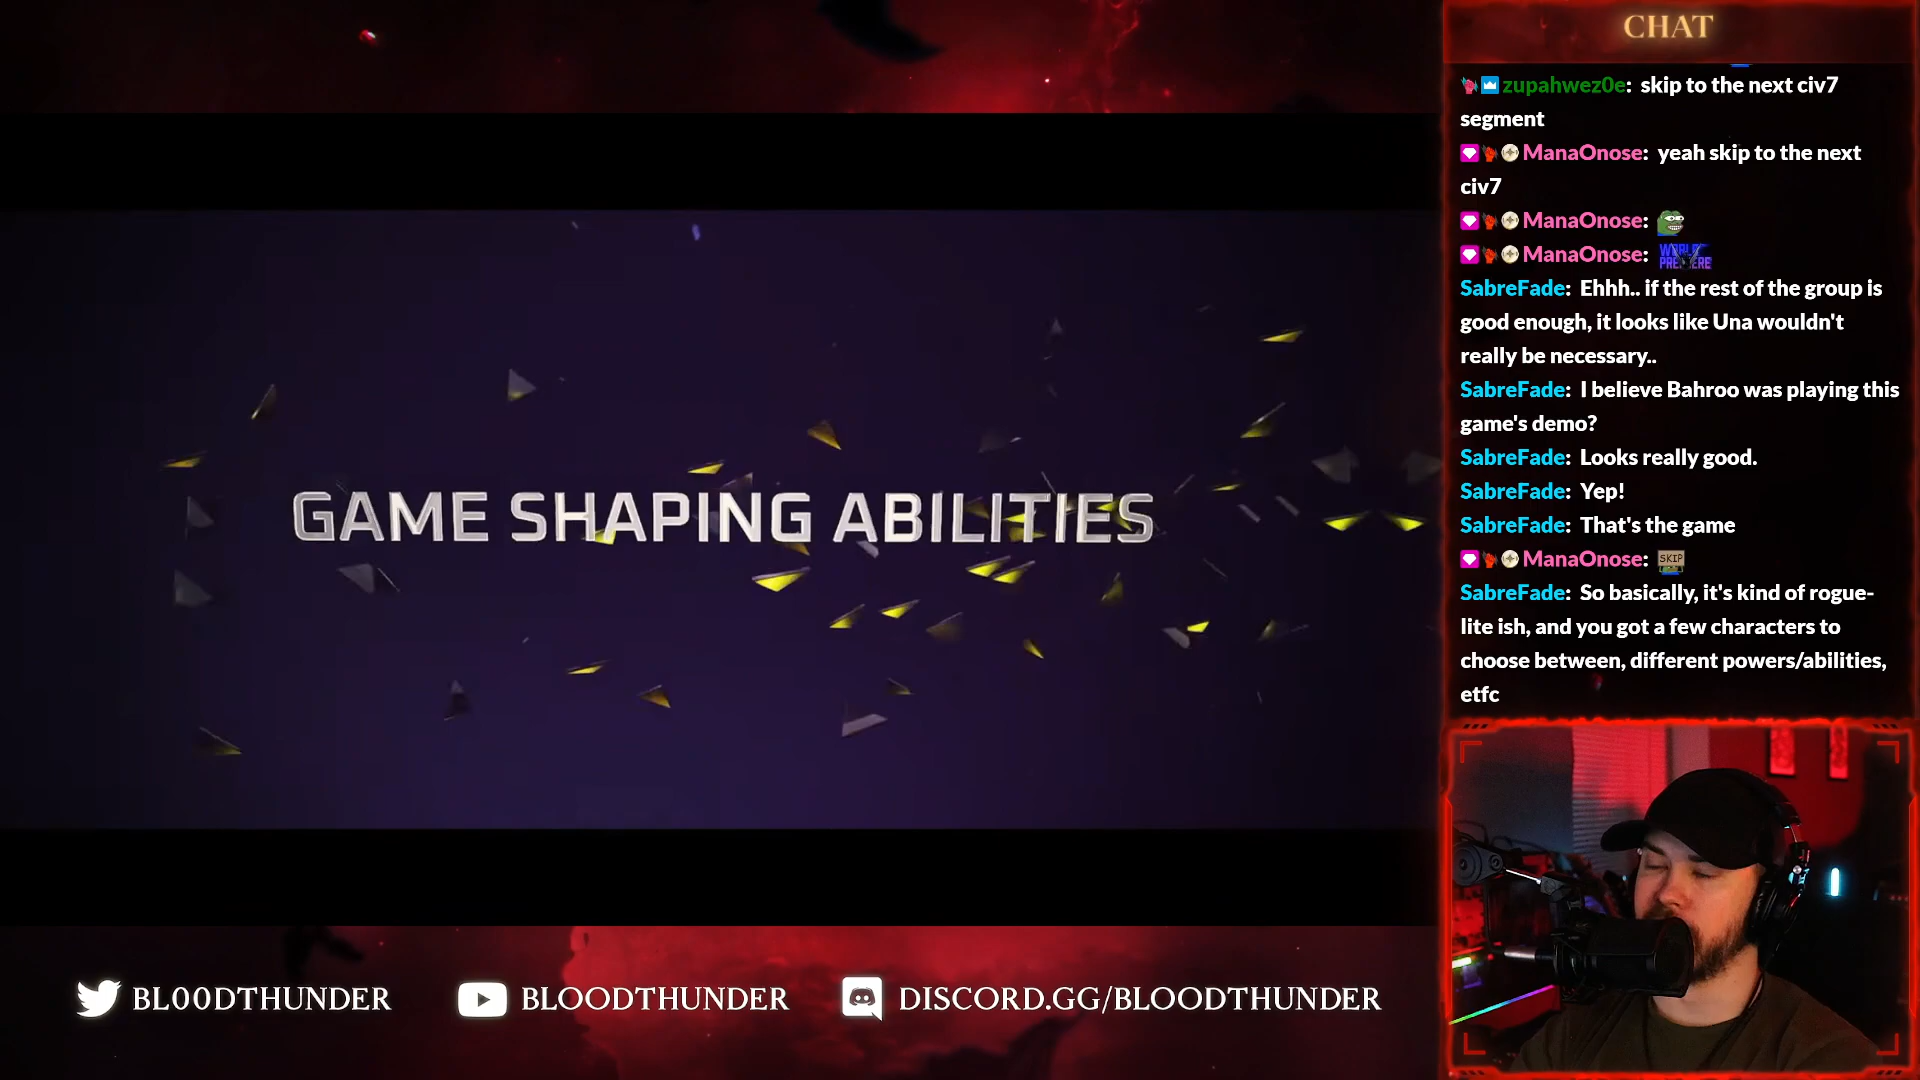 GAME SHAPING ABILITIES
BL00DTHUNDER
BLOODTHUNDER
DISCORD.GG/BLOODTHUNDER
CHAT
zupahwez0e: skip to the next civ7
segment
ManaOnose: yeah skip to the next
civ7
ManaOnose:
ManaOnose: WORLD
PREMIERE
SabreFade: Ehhh.. if the rest of the group is
good enough, it looks like Una wouldn't
really be necessary..
SabreFade: I believe Bahroo was playing this
game's demo?
SabreFade: Looks really good.
SabreFade: Yep!
SabreFade: That's the game
ManaOnose: SKIP
SabreFade: So basically, it's kind of rogue-
lite ish, and you got a few characters to
choose between, different powers/abilities,
etfc